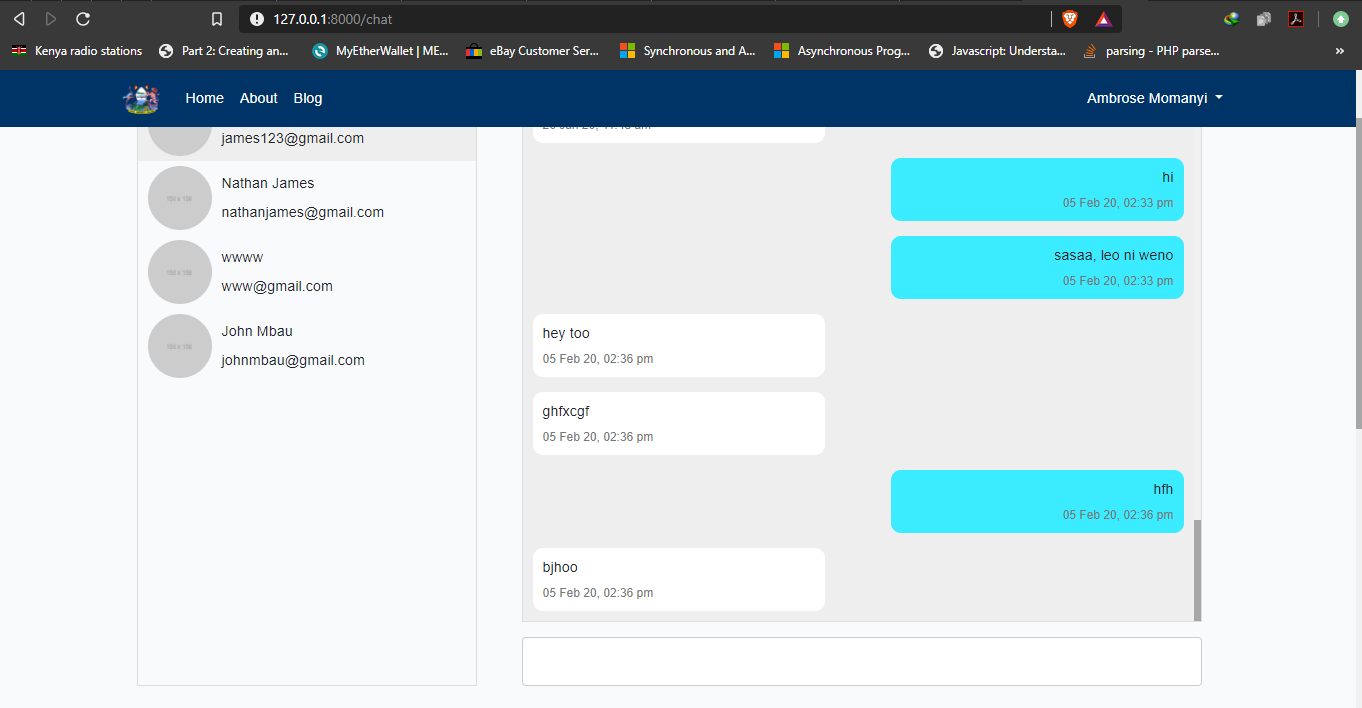 127.0.0.1:8000/chat
Kenya radio stations
Part 2: Creating an...
MyEtherWallet | ME...
eBay Customer Ser...
Synchronous and A...
Asynchronous Prog...
Javascript: Understa...
parsing - PHP parse...
»
Home
About
Blog
Ambrose Momanyi
james123@gmail.com
Nathan James
nathanjames@gmail.com
wwww
www@gmail.com
John Mbau
johnmbau@gmail.com
hi
05 Feb 20, 02:33 pm
sasaa, leo ni weno
05 Feb 20, 02:33 pm
hey too
05 Feb 20, 02:36 pm
ghfxcgf
05 Feb 20, 02:36 pm
hfh
05 Feb 20, 02:36 pm
bjhoo
05 Feb 20, 02:36 pm